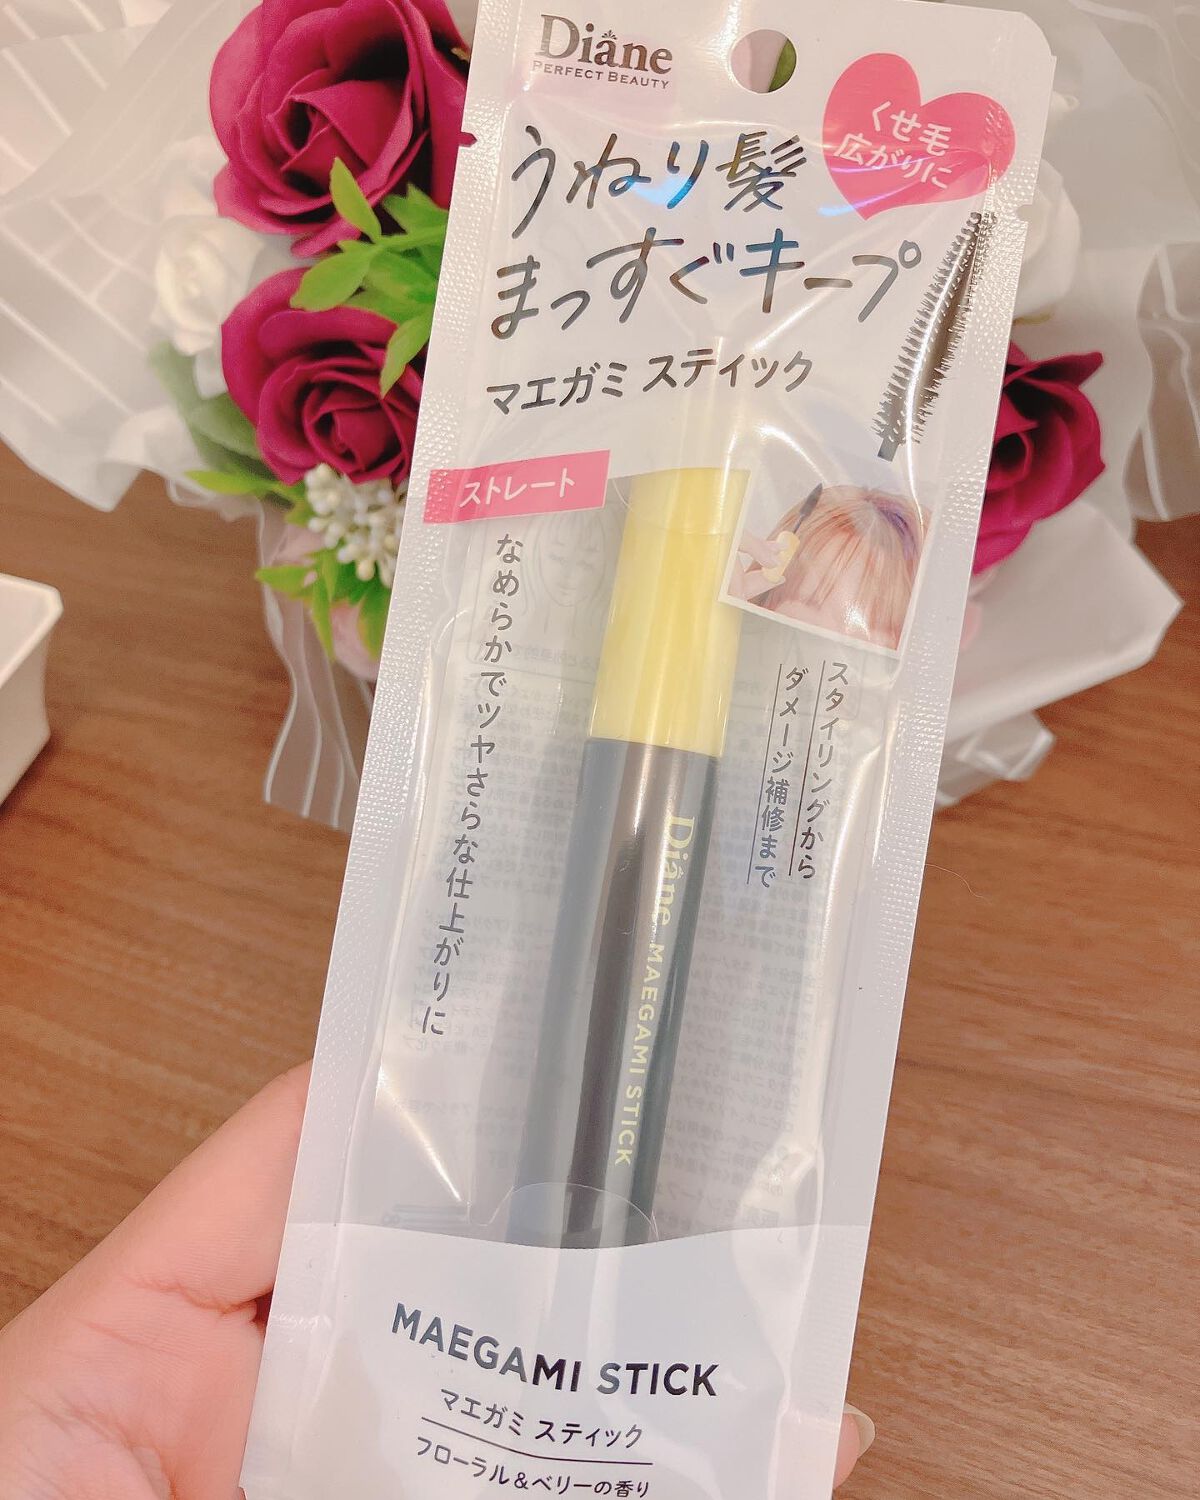 Diane
PERFECT BEAUTY
くせ毛
広がりに
うねり髪
まっすぐキープ
マエガミ スティック
ストレート
なめらかでツヤさらな仕上がりに
スタイリングから
ダメージ補修まで
Diane MAEGAMI STICK
MAEGAMI STICK
マエガミ スティック
フローラル&ベリーの香り